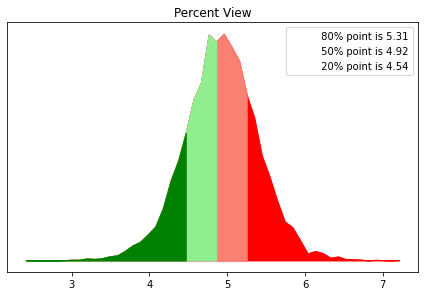 Percent View
80% point is 5.31
50% point is 4.92
20% point is 4.54
3 4 5 6 7